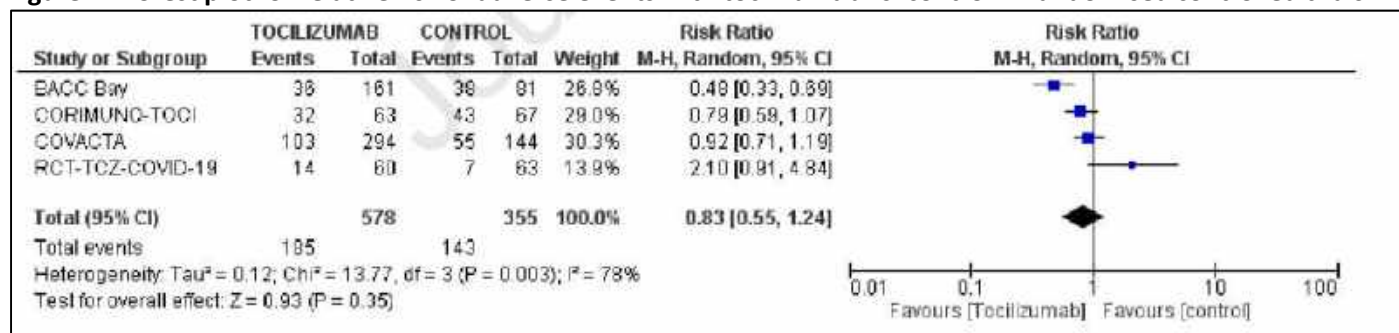 TOCILIZUMAB CONTROL Risk Ratio Risk Ratio
Study or Subgroup Events Total Events Total Weight M-H, Random, 95% CI M-H, Random, 95% CI
BACC Bay 36 161 38 81 26.8% 0.48 [0.33, 0.69]
CORIMUNO-TOCI 32 63 43 67 29.0% 0.79 [0.59, 1.07]
COVACTA 103 294 55 144 30.3% 0.92 [0.71, 1.19]
RCT-TCZ-COVID-19 14 60 7 63 13.9% 2.10 [0.91, 4.84]
Total (95% CI) 578 355 100.0% 0.83 [0.55, 1.24]
Total events 185 143
Heterogeneity: Tau² = 0.12; Chi² = 13.77, df = 3 (P = 0.003); I² = 78%
Test for overall effect: Z = 0.93 (P = 0.35)
0.01 0.1 1 10 100
Favours [Tocilizumab] Favours [control]